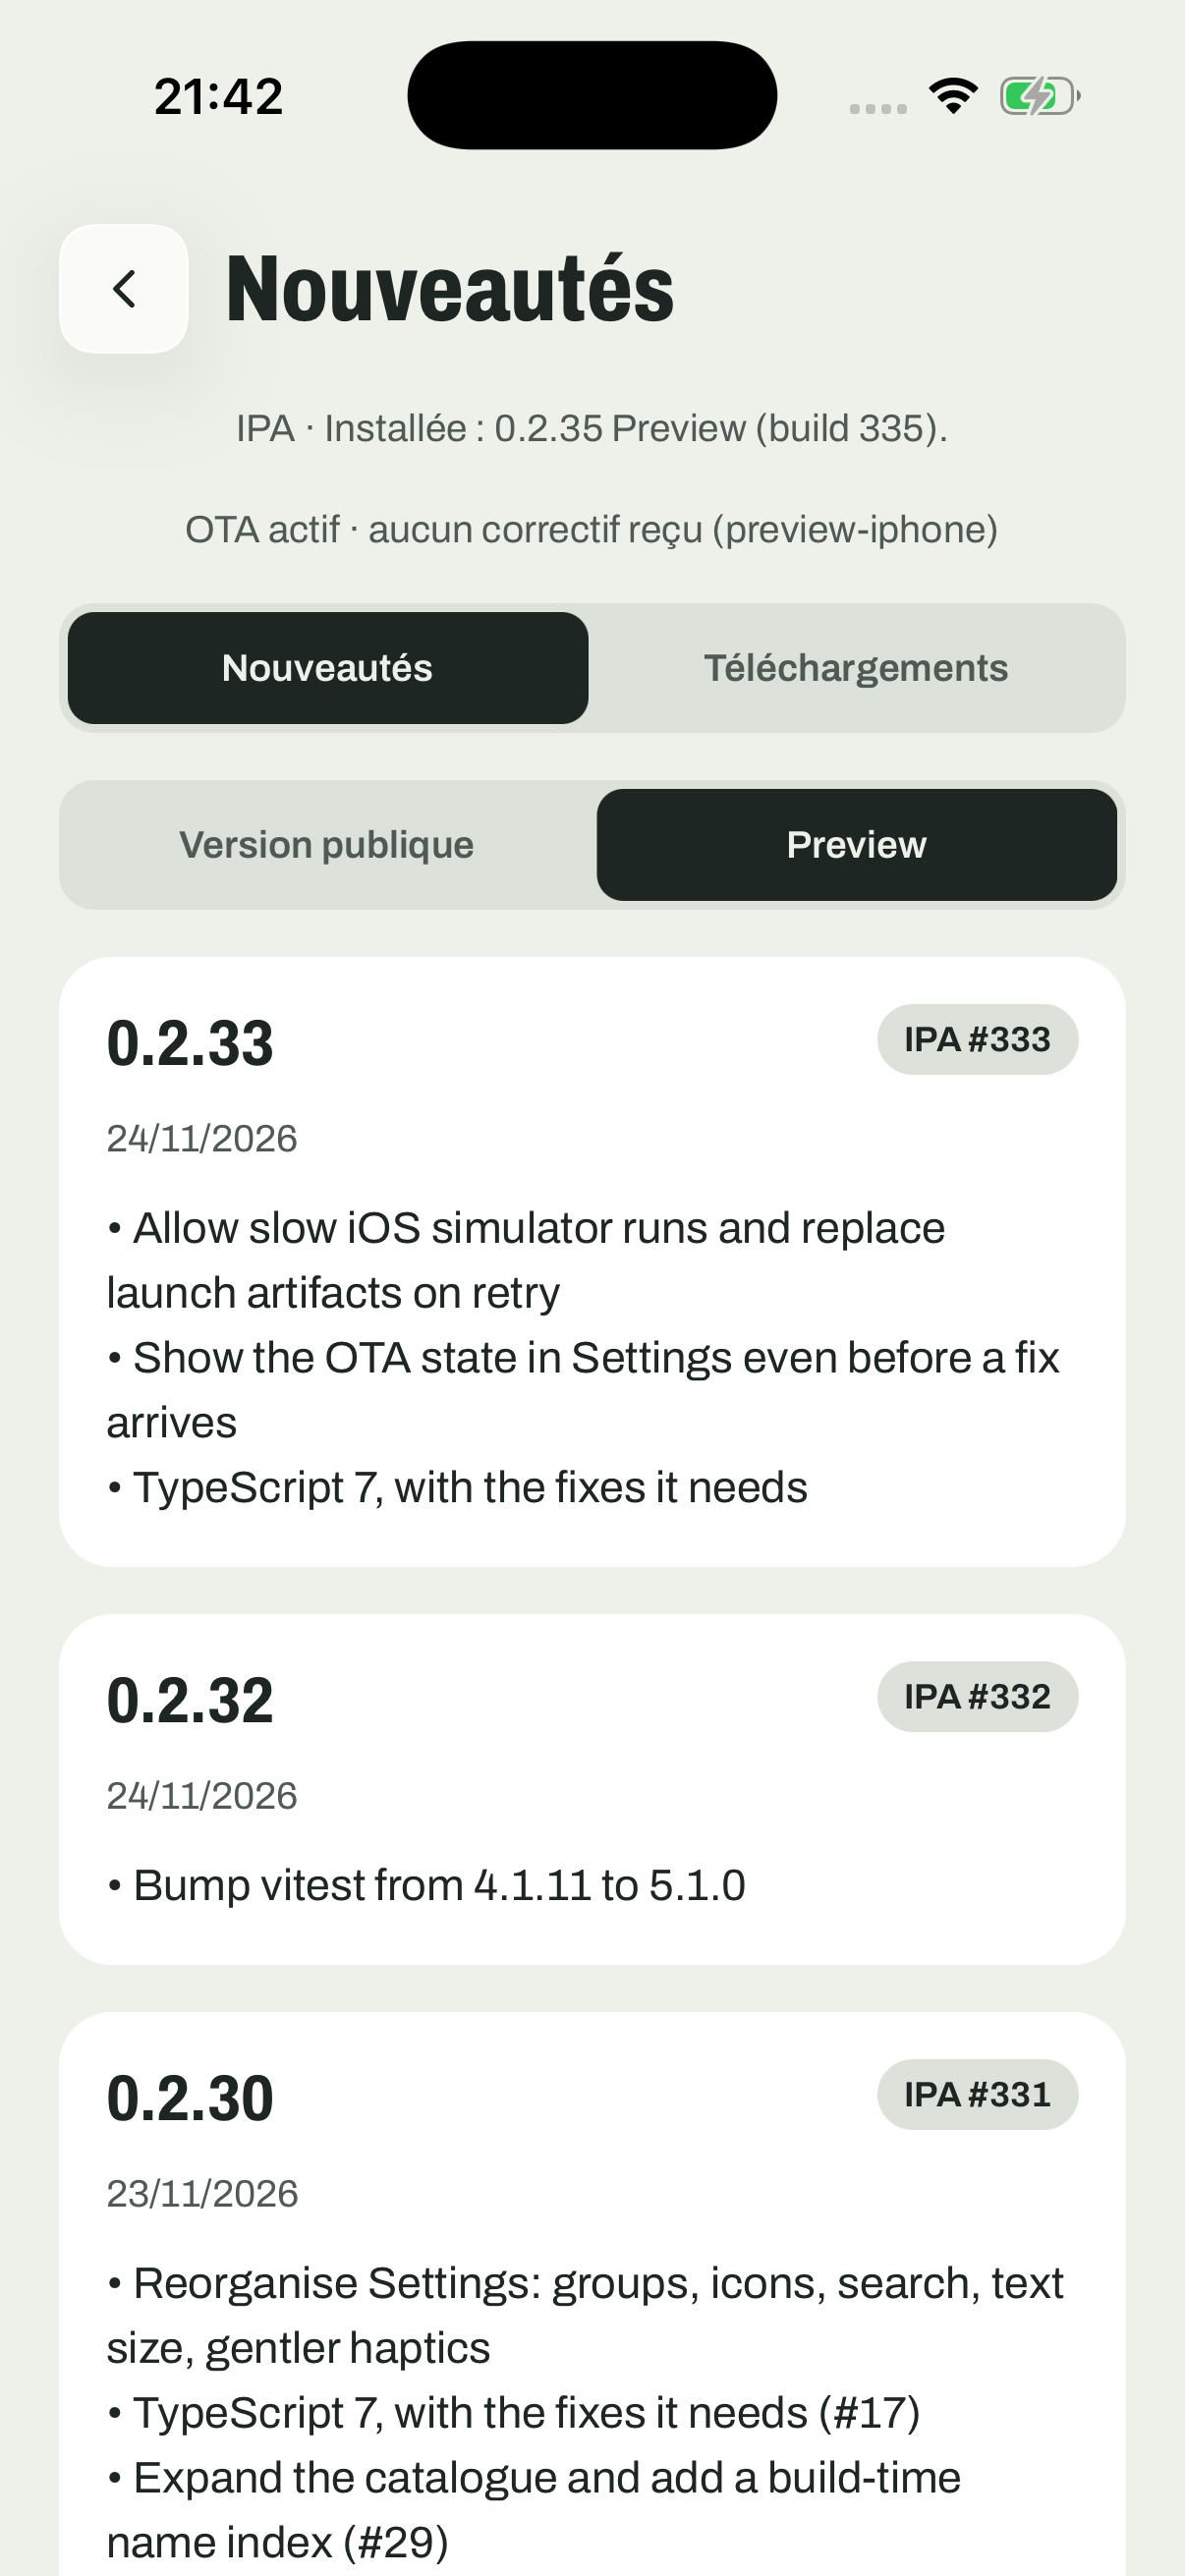 21:42
Nouveautés
IPA · Installée : 0.2.35 Preview (build 335).
OTA actif · aucun correctif reçu (preview-iphone)
Nouveautés
Téléchargements
Version publique
Preview
0.2.33
IPA #333
24/11/2026
• Allow slow iOS simulator runs and replace
launch artifacts on retry
• Show the OTA state in Settings even before a fix
arrives
• TypeScript 7, with the fixes it needs
0.2.32
IPA #332
24/11/2026
• Bump vitest from 4.1.11 to 5.1.0
0.2.30
IPA #331
23/11/2026
• Reorganise Settings: groups, icons, search, text
size, gentler haptics
• TypeScript 7, with the fixes it needs (#17)
• Expand the catalogue and add a build-time
name index (#29)